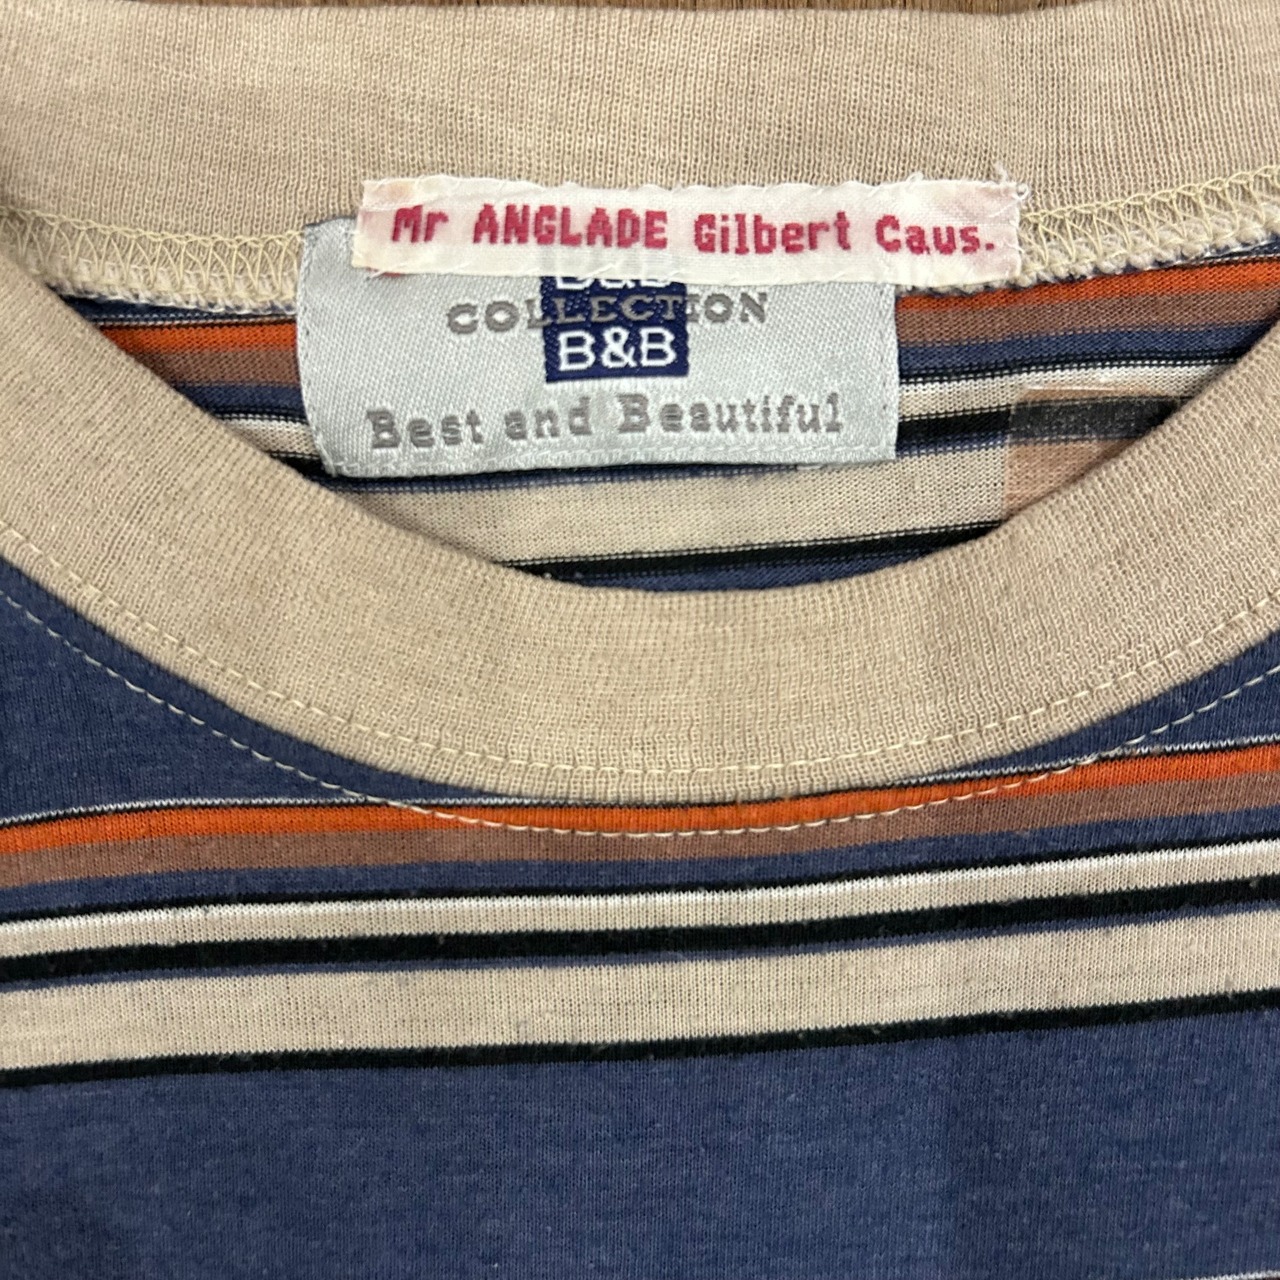 Mr ANGLADE Gilbert Caus.
B&B
COLLECTION
B&B
Best and Beautiful